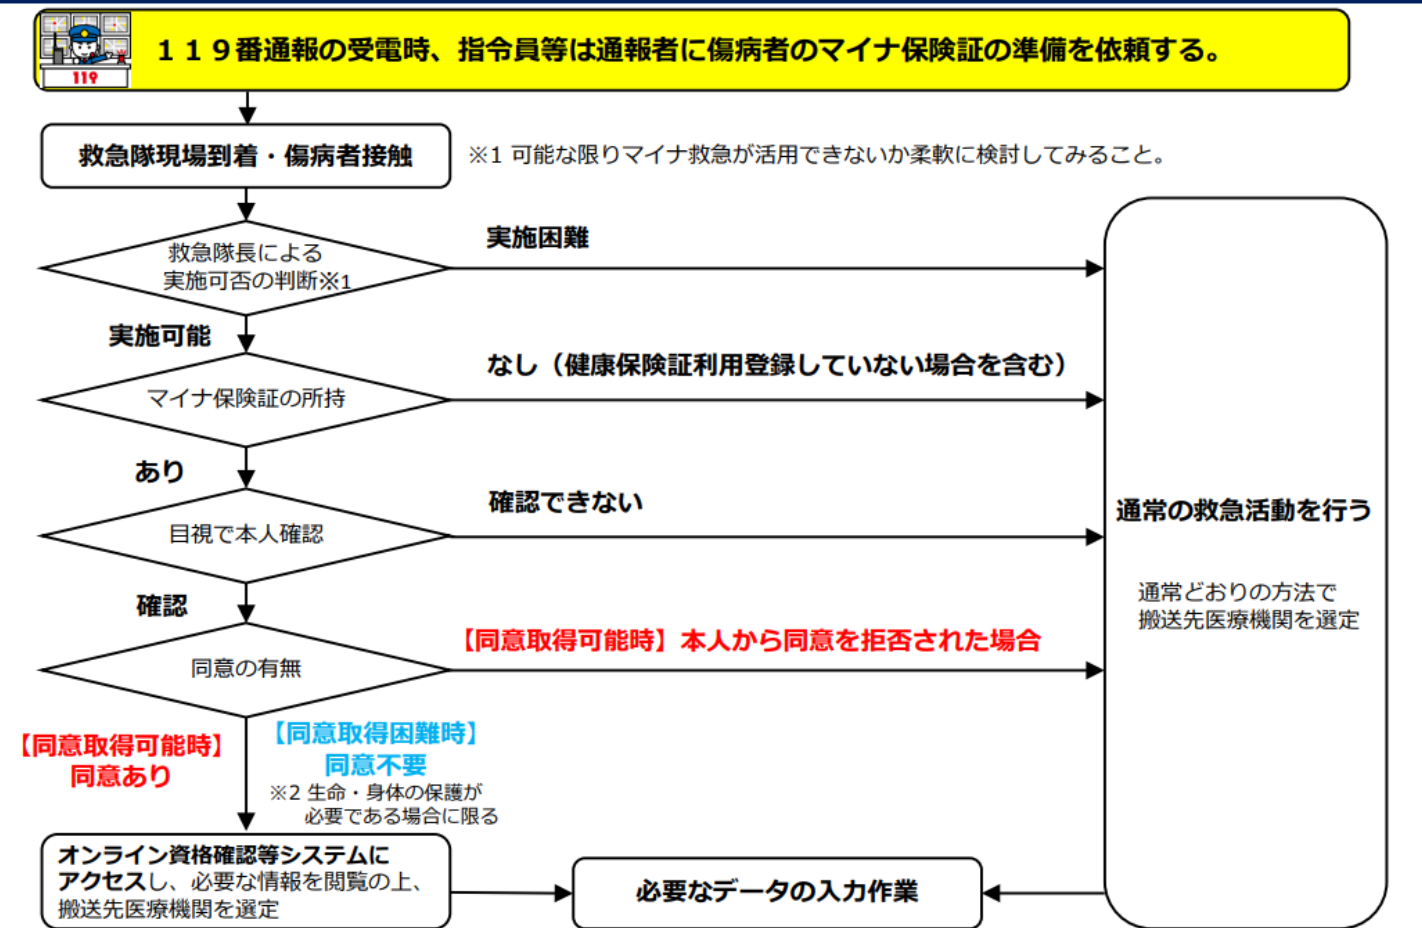 119
１１９番通報の受電時、指令員等は通報者に傷病者のマイナ保険証の準備を依頼する。
救急隊現場到着・傷病者接触
※1 可能な限りマイナ救急が活用できないか柔軟に検討してみること。
救急隊長による
実施可否の判断※1
実施困難
実施可能
マイナ保険証の所持
なし（健康保険証利用登録していない場合を含む）
あり
目視で本人確認
確認できない
確認
同意の有無
【同意取得可能時】本人から同意を拒否された場合
【同意取得可能時】
同意あり
【同意取得困難時】
同意不要
※2 生命・身体の保護が
必要である場合に限る
オンライン資格確認等システムに
アクセスし、必要な情報を閲覧の上、
搬送先医療機関を選定
必要なデータの入力作業
通常の救急活動を行う
通常どおりの方法で
搬送先医療機関を選定